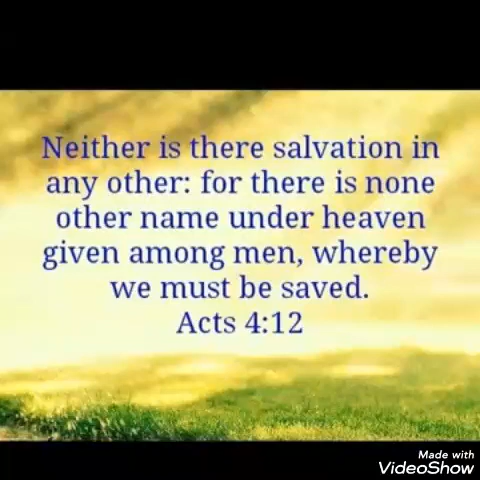 Neither is there salvation in
any other: for there is none
other name under heaven
given among men, whereby
we must be saved.
Acts 4:12
Made with
VideoShow